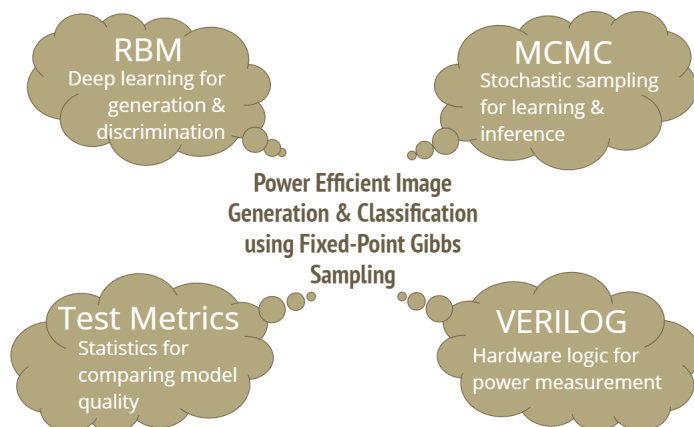 RBM
Deep learning for
generation &
discrimination
MCMC
Stochastic sampling
for learning &
inference
Power Efficient Image
Generation & Classification
using Fixed-Point Gibbs
Sampling
Test Metrics
Statistics for
comparing model
quality
VERILOG
Hardware logic for
power measurement